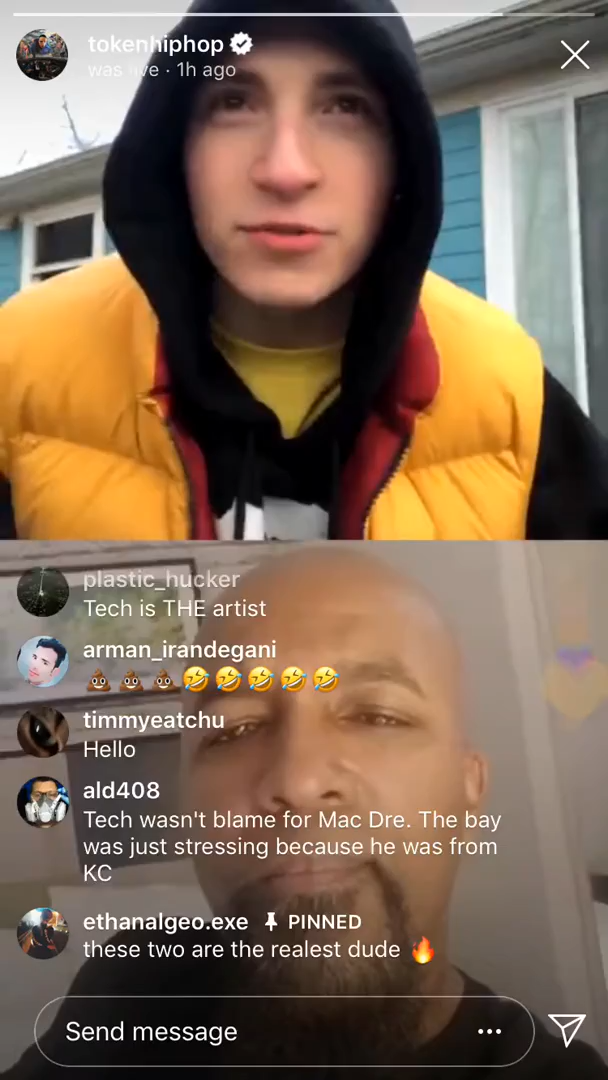 tokenhiphop
was live · 1h ago
plastic_hucker
Tech is THE artist
arman_irandegani
💩 💩 💩🤣🤣🤣🤣🤣
timmyeatchu
Hello
ald408
Tech wasn't blame for Mac Dre. The bay
was just stressing because he was from
KC
ethanalgeo.exe PINNED
these two are the realest dude 🔥
Send message